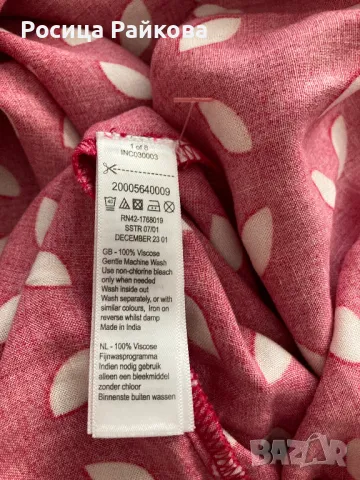 Росица Райкова
1 of 8
INC030003
20005640009
RN42-1768019
SSTR 07/01
DECEMBER 23 01
GB - 100% Viscose
Gentle Machine Wash
Use non-chlorine bleach
only when needed
Wash inside out
Wash separately, or with
similar colours, Iron on
reverse whilst damp
Made in
India
NL - 100% Viscose
Fijnwasprogramma
Indien nodig gebruik
alleen een bleekmiddel
zonder chloor
Binnenste buiten wassen
BAZAR
bg